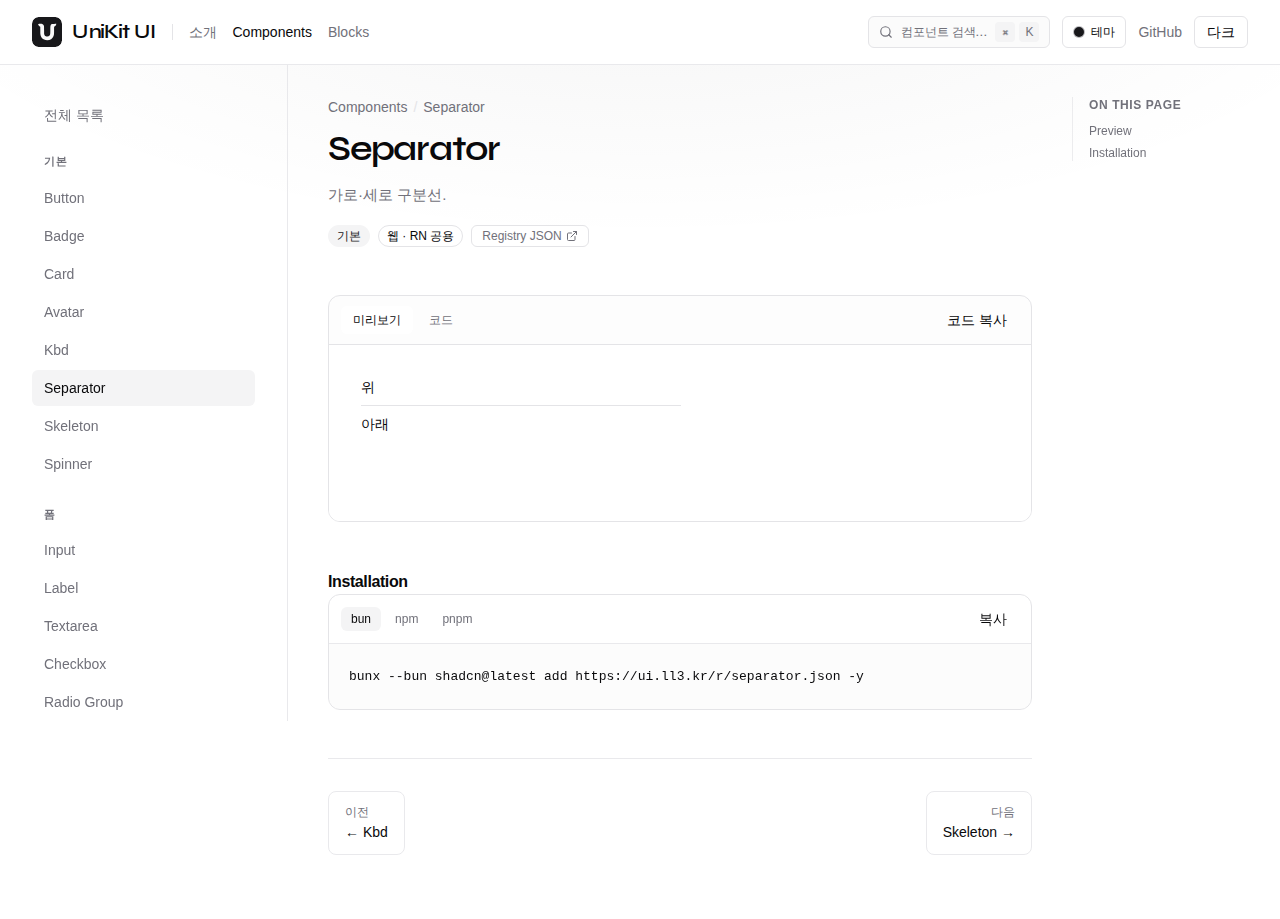 UniKit UI 소개 Components Blocks 컴포넌트 검색… ⌘ K 테마 GitHub 다크
전체 목록
기본
Button
Badge
Card
Avatar
Kbd
Separator
Skeleton
Spinner
폼
Input
Label
Textarea
Checkbox
Radio Group
Components / Separator
Separator
가로·세로 구분선.
기본 웹 · RN 공용 Registry JSON
미리보기 코드 코드 복사
위
아래
Installation
bun npm pnpm 복사
bunx --bun shadcn@latest add https://ui.ll3.kr/r/separator.json -y
이전
← Kbd
다음
Skeleton →
ON THIS PAGE
Preview
Installation